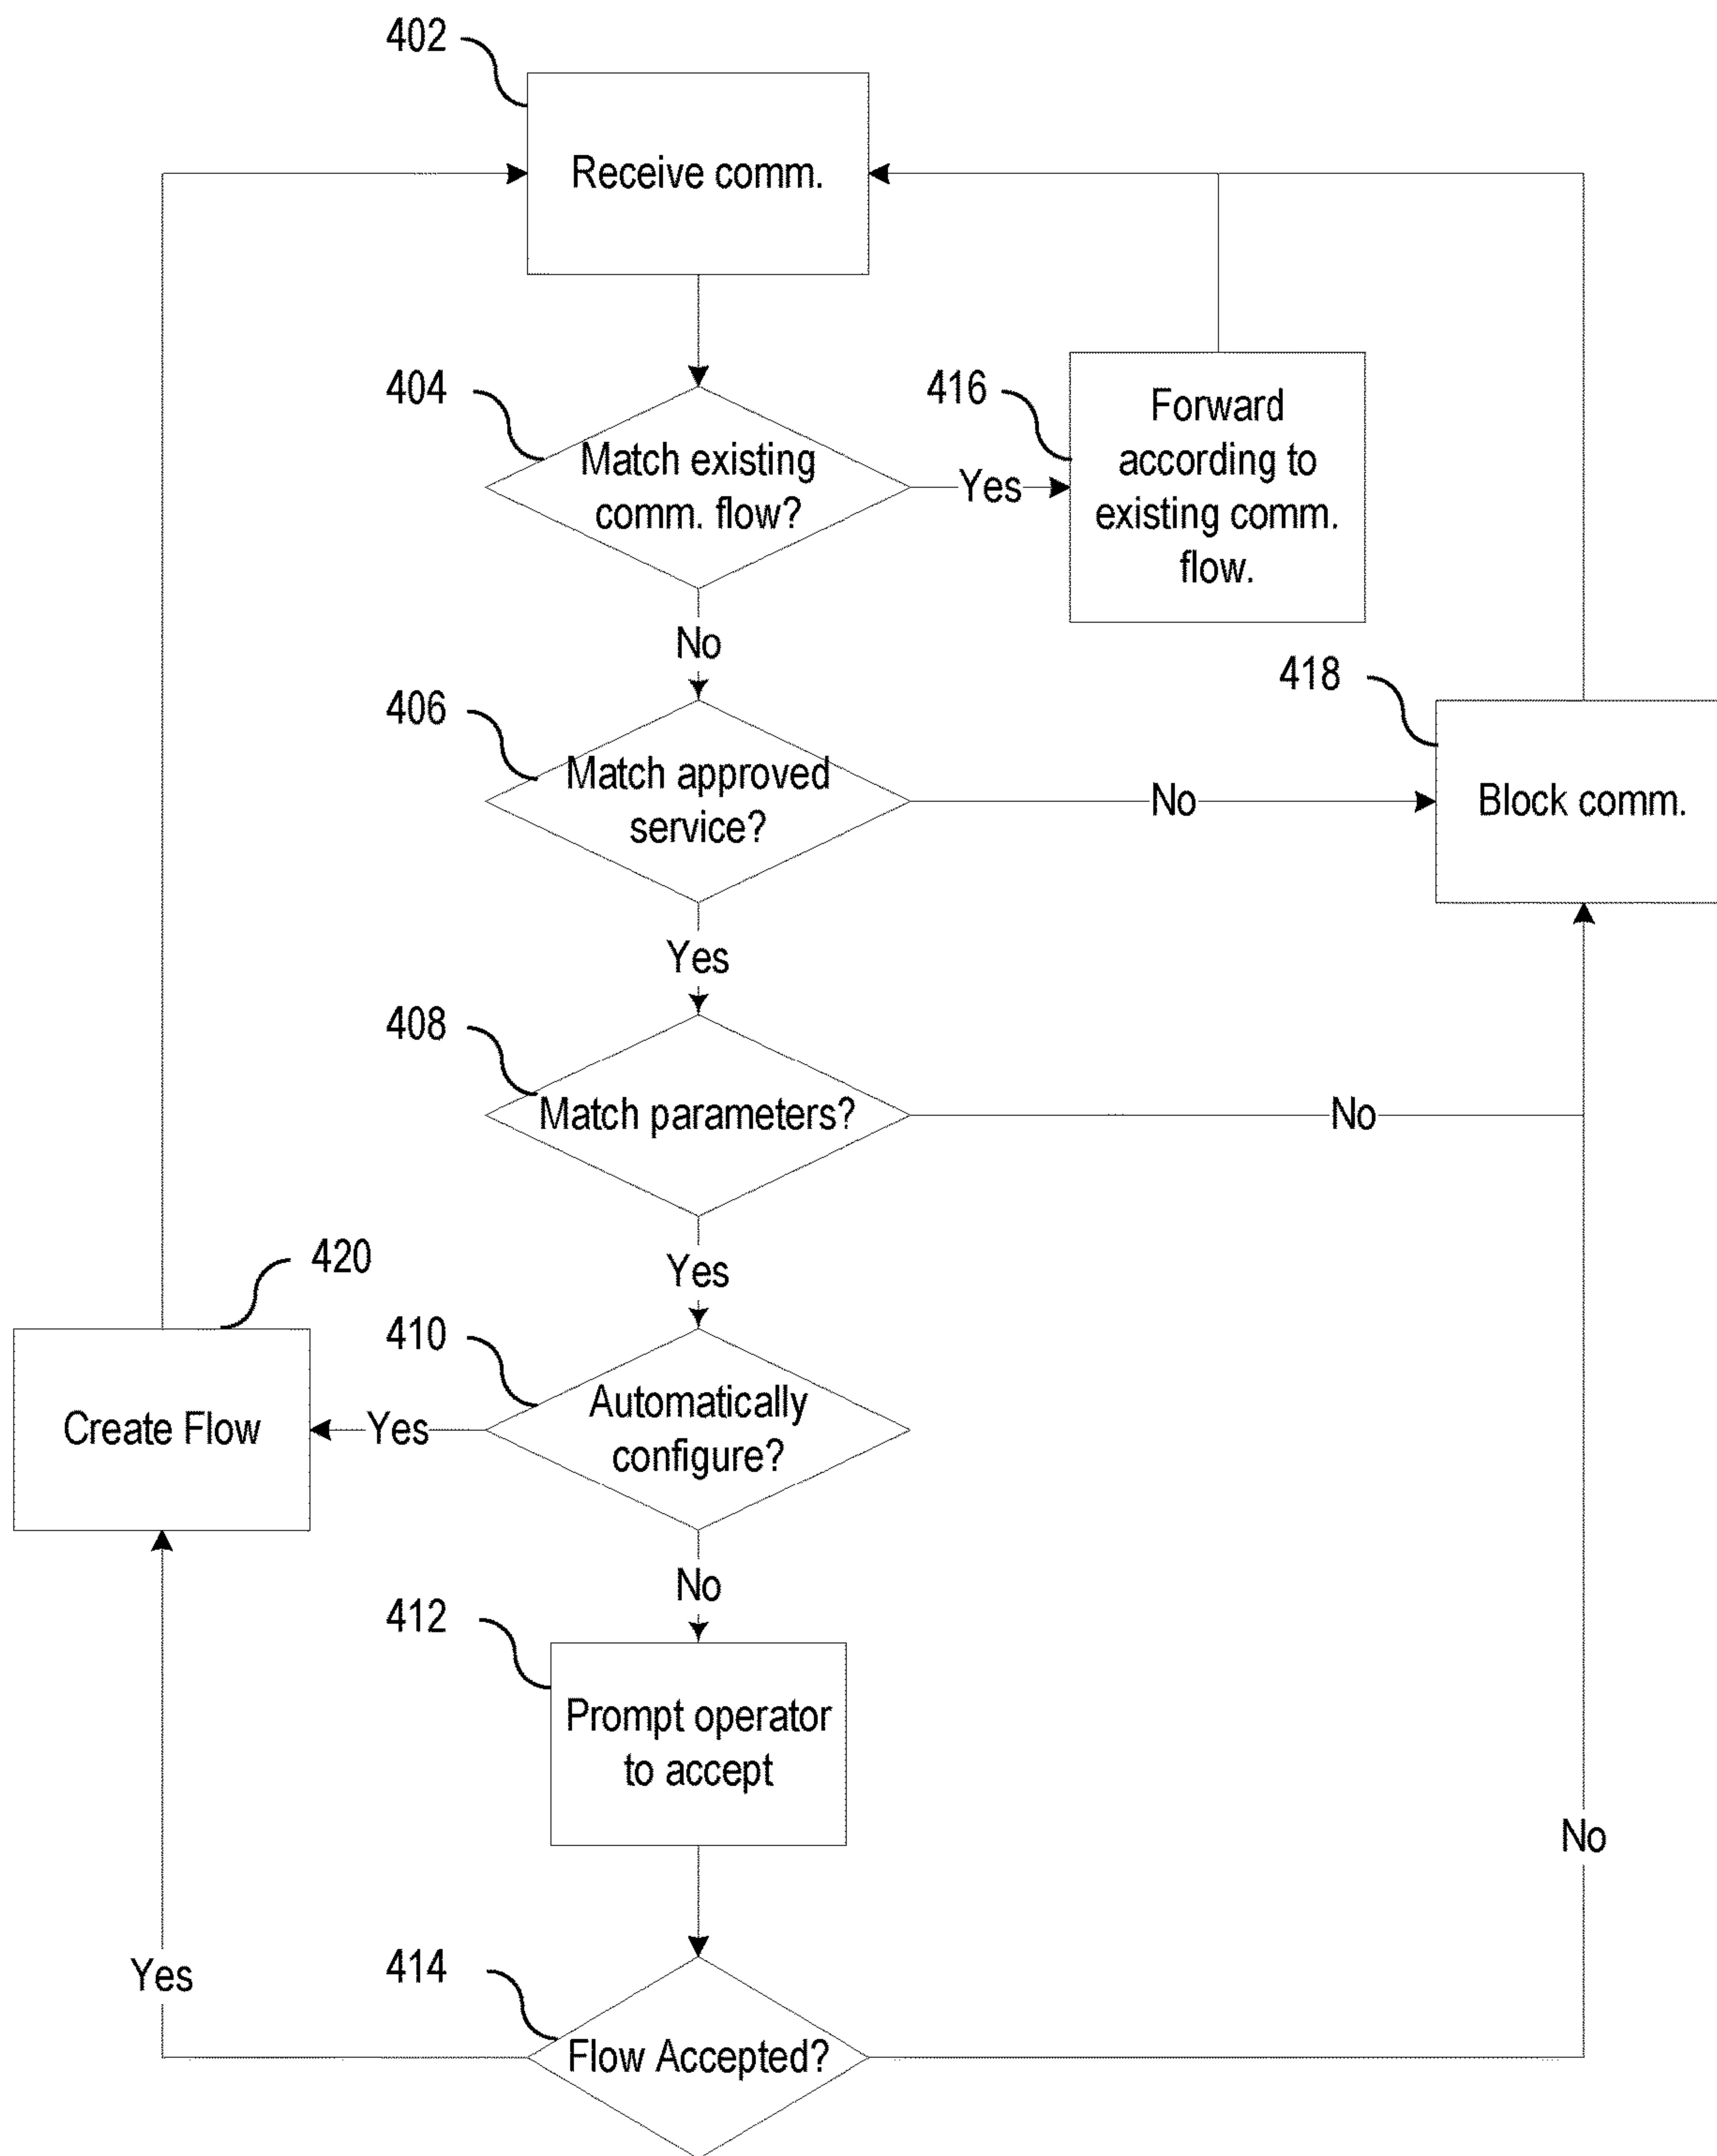 402
Receive comm.
404
Match existing
comm. flow?
Yes
416
Forward
according to
existing comm.
flow.
No
406
Match approved
service?
No
418
Block comm.
Yes
408
Match parameters?
No
Yes
420
Create Flow
410
Automatically
configure?
Yes
No
412
Prompt operator
to accept
No
Yes
414
Flow Accepted?